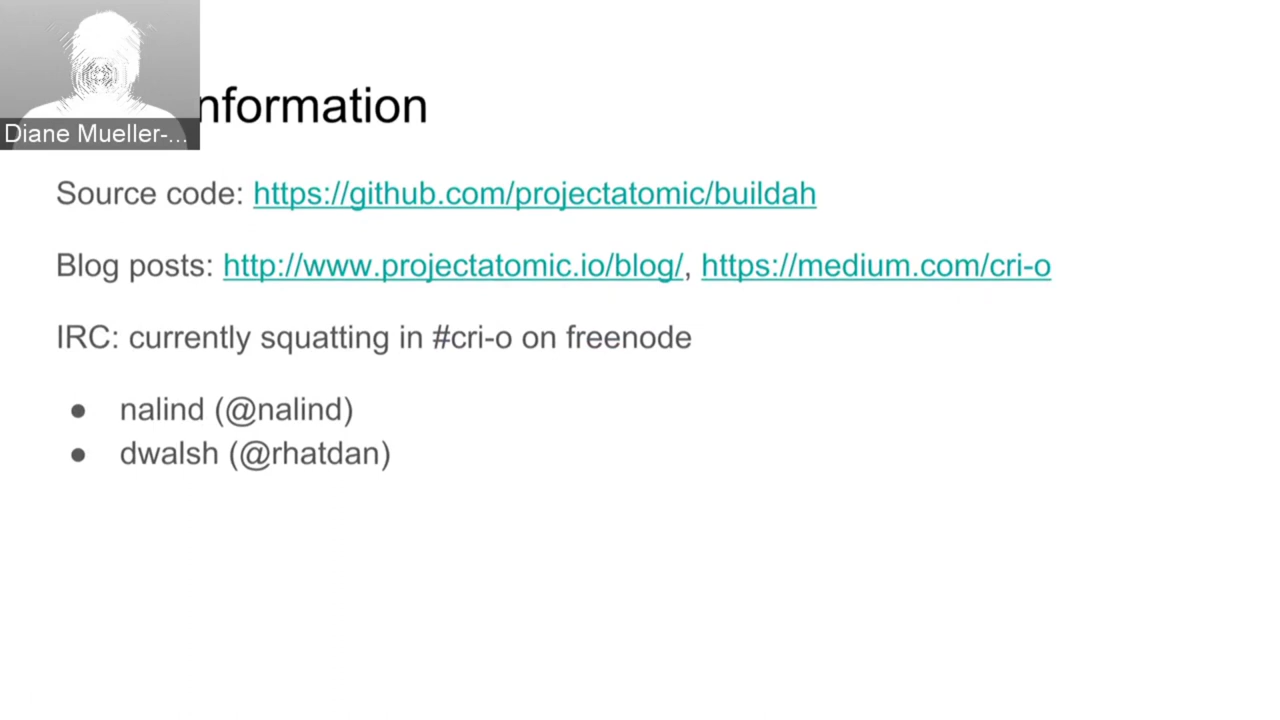 nformation
Diane Mueller-...
Source code: https://github.com/projectatomic/buildah
Blog posts: http://www.projectatomic.io/blog/, https://medium.com/cri-o
IRC: currently squatting in #cri-o on freenode
● nalind (@nalind)
● dwalsh (@rhatdan)